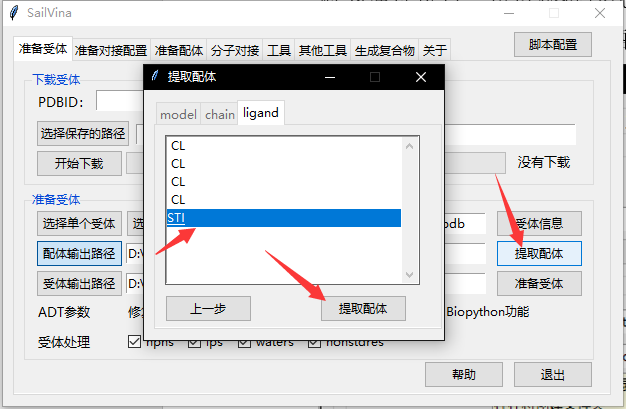 SailVina
准备受体 准备对接配置 准备配体 分子对接 工具 其他工具 生成复合物 关于
脚本配置
下载受体
PDBID:
选择保存的路径
开始下载
没有下载
准备受体
选择单个受体
受体信息
配体输出路径 D:\
提取配体
受体输出路径 D:\
准备受体
ADT参数
Biopython功能
受体处理 nphs lps waters nonstdres
帮助 退出
提取配体
model chain ligand
CL
CL
CL
CL
STI
上一步 提取配体